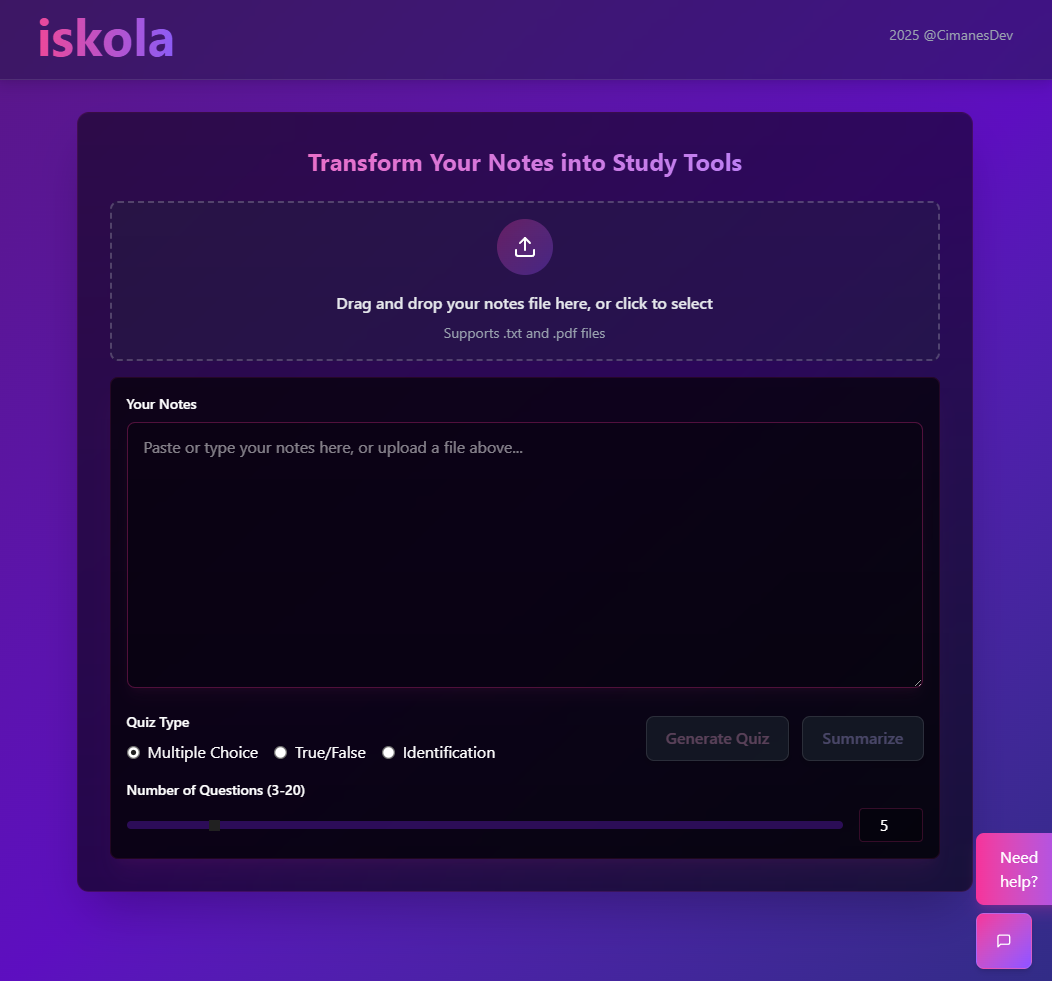 iskola
2025 @CimanesDev
Transform Your Notes into Study Tools
Drag and drop your notes file here, or click to select
Supports .txt and .pdf files
Your Notes
Paste or type your notes here, or upload a file above...
Quiz Type
Multiple Choice True/False Identification
Generate Quiz Summarize
Number of Questions (3-20)
5
Need
help?